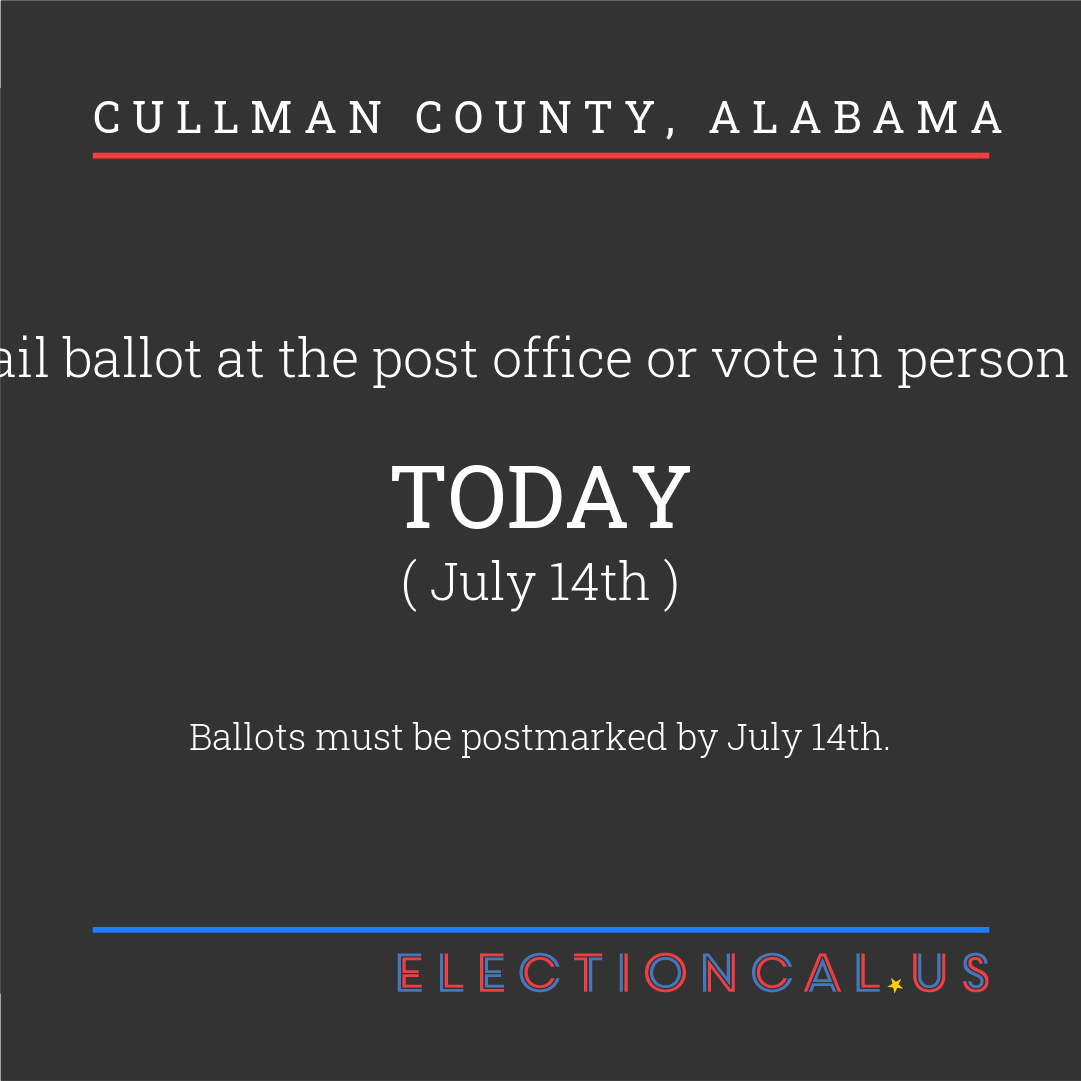 CULLMAN COUNTY, ALABAMA
ail ballot at the post office or vote in person
TODAY
( July 14th )
Ballots must be postmarked by July 14th.
ELECTIONCAL.US